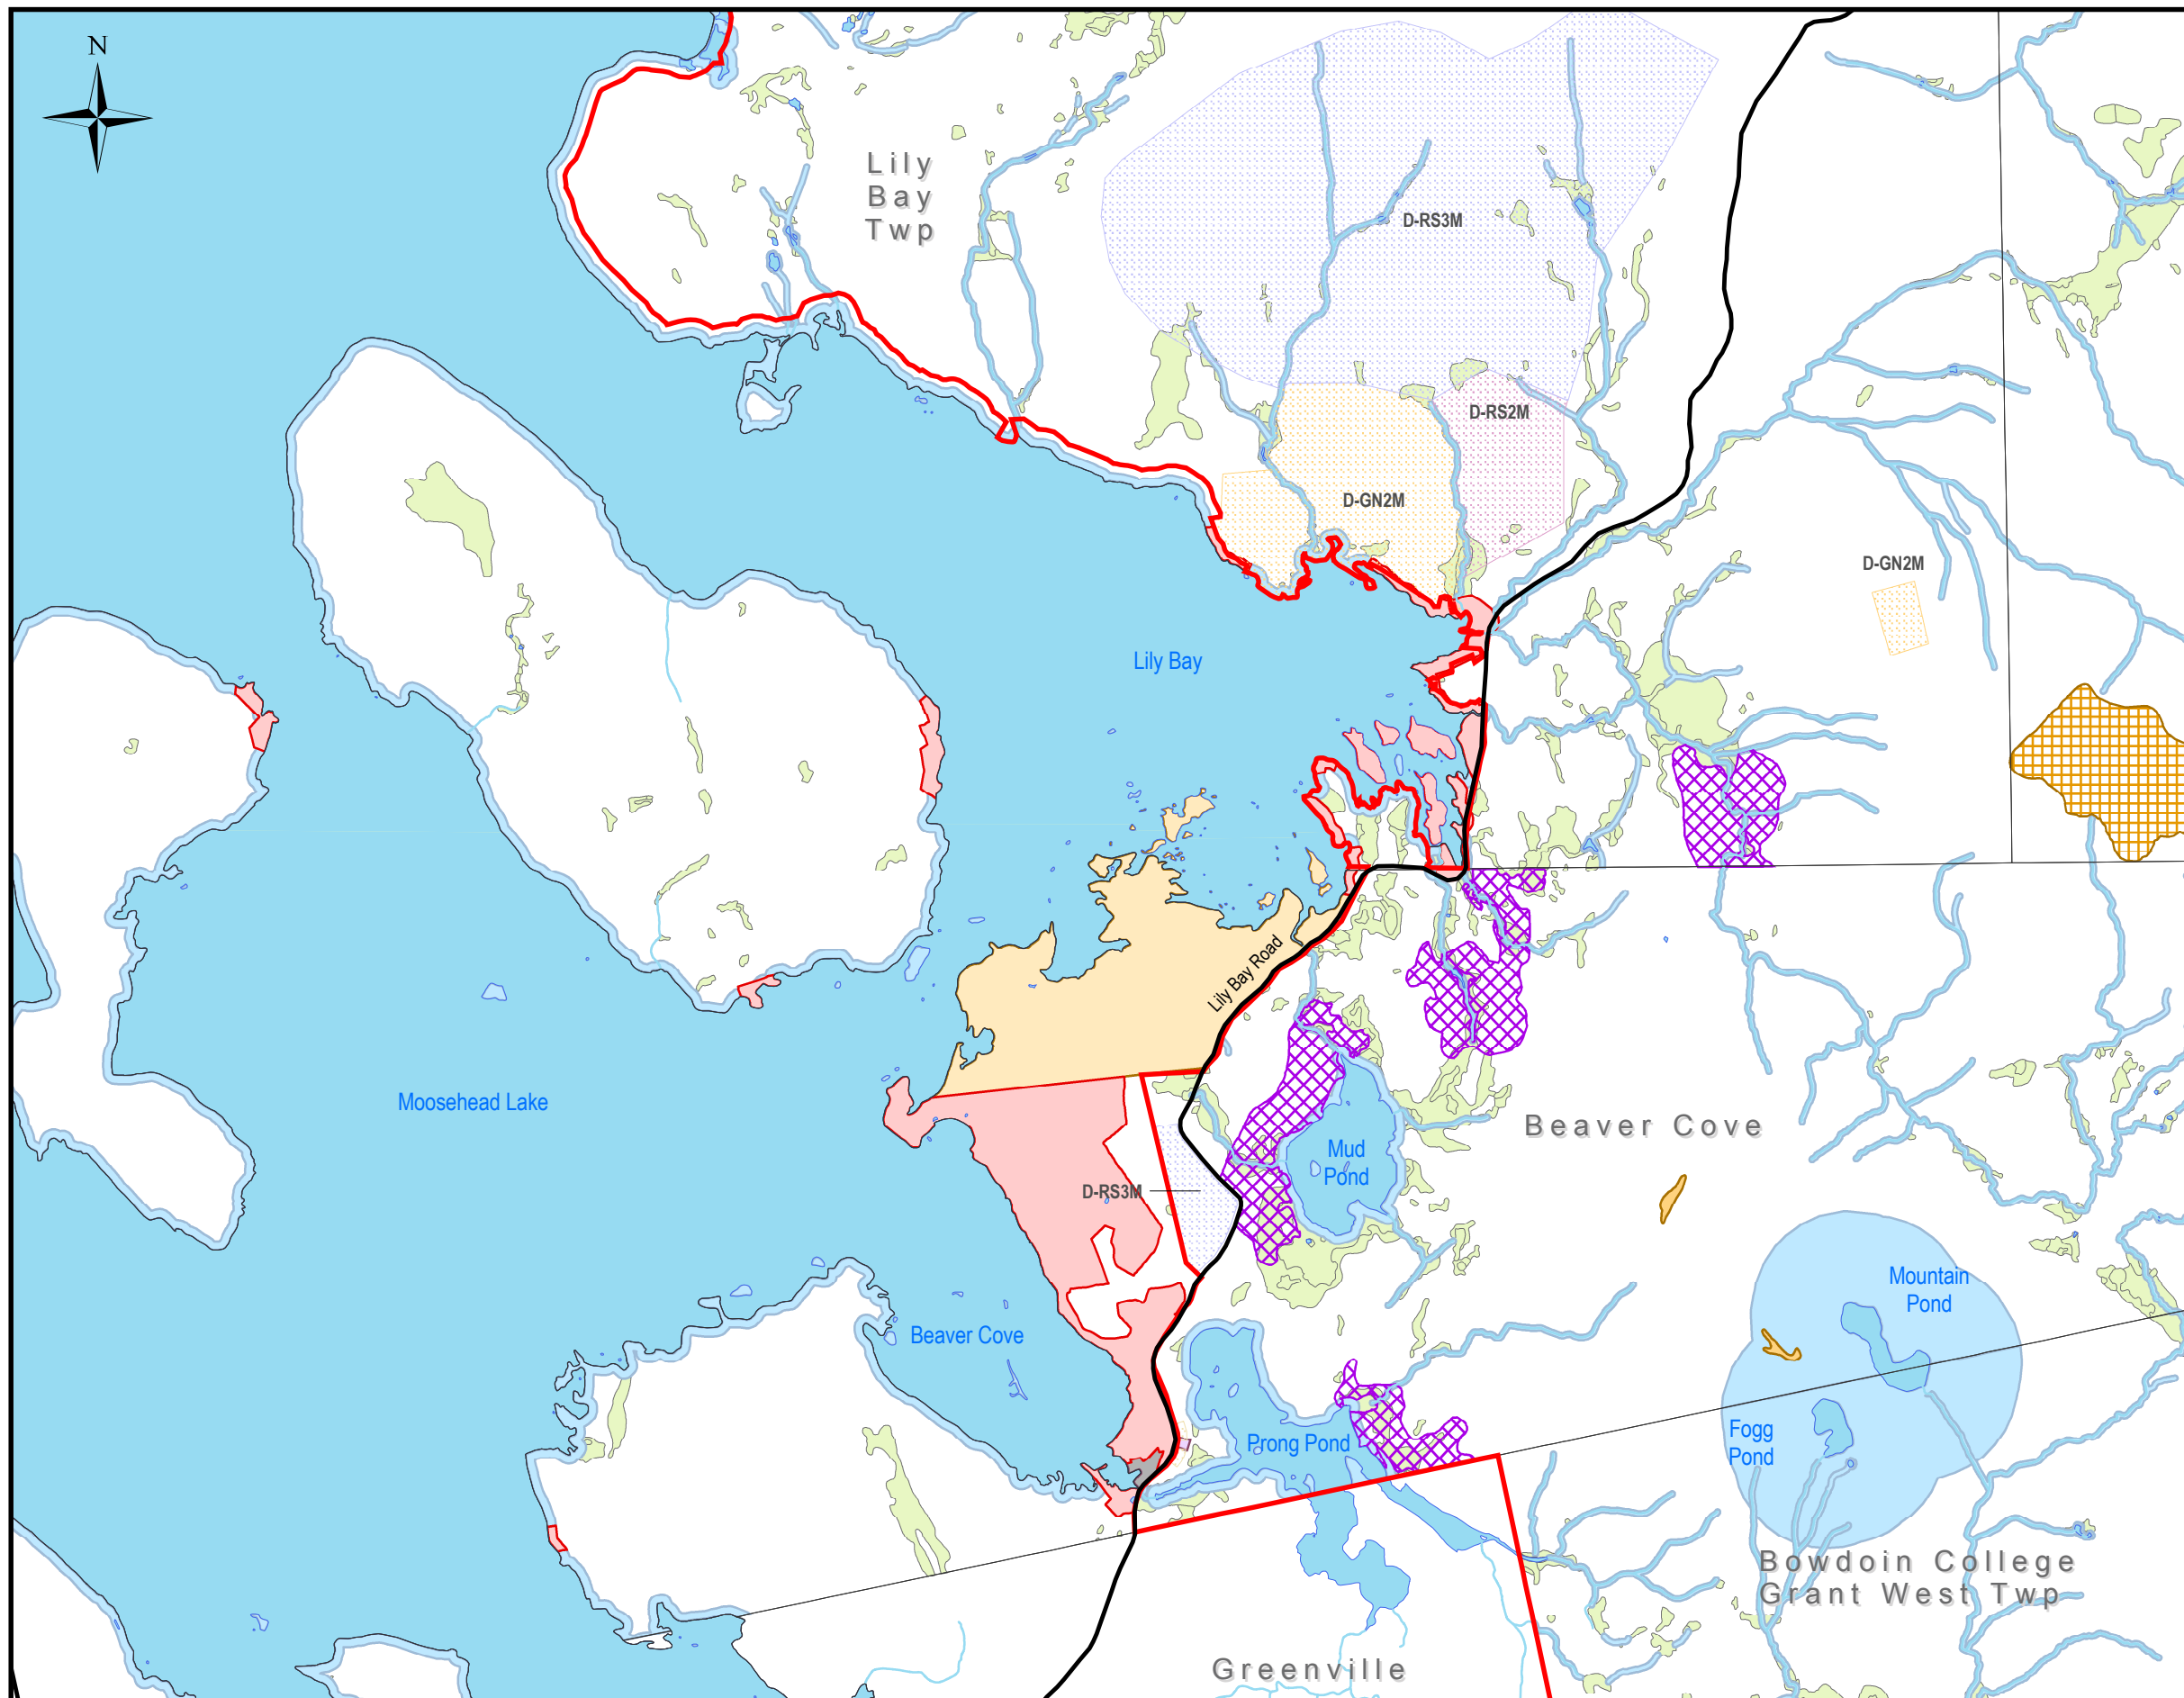 N
Lily
Bay
Twp
D-RS3M
D-RS2M
D-GN2M
D-GN2M
Lily Bay
Lily Bay Road
Moosehead Lake
Beaver Cove
Mud
Pond
D-RS3M
Mountain
Pond
Beaver Cove
Fogg
Pond
Prong Pond
Bowdoin College
Grant West Twp
Greenville